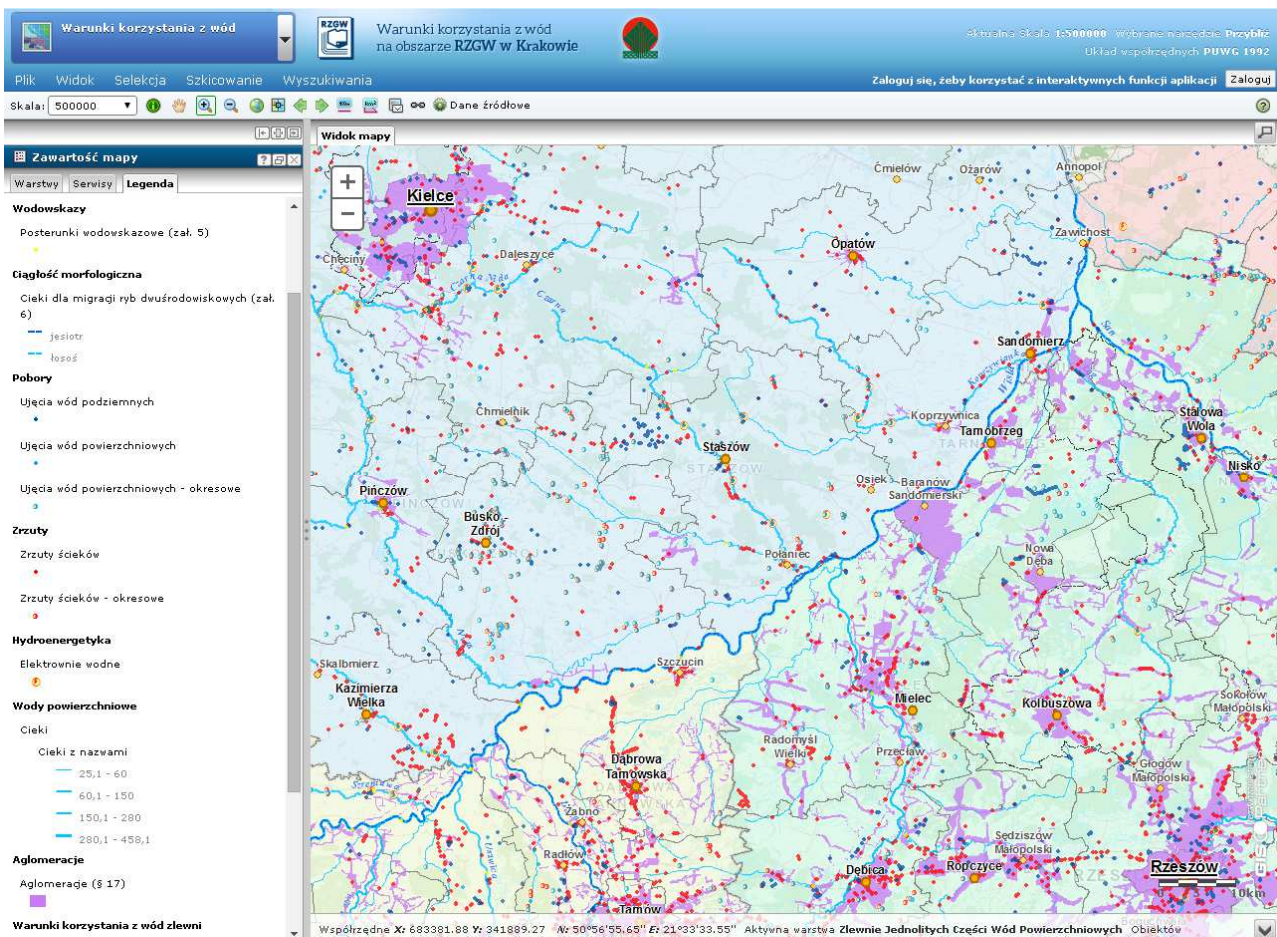 Warunki korzystania z wód
RZGW
Warunki korzystania z wód
na obszarze RZGW w Krakowie
Aktualna Skala 1:500000 Wybrane narzędzie Przybliż
Układ współrzędnych PUWG 1992
Plik Widok Selekcja Szkicowanie Wyszukiwania
Zaloguj się, żeby korzystać z interaktywnych funkcji aplikacji Zaloguj
Skala: 500000
Dane źródłowe
Widok mapy
Zawartość mapy
Warstwy Serwisy Legenda
Wodowskazy
Posterunki wodowskazowe (zał. 5)
Ciągłość morfologiczna
Cieki dla migracji ryb dwuśrodowiskowych (zał.
6)
jesiotr
łosoś
Pobory
Ujęcia wód podziemnych
Ujęcia wód powierzchniowych
Ujęcia wód powierzchniowych - okresowe
Zrzuty
Zrzuty ścieków
Zrzuty ścieków - okresowe
Hydroenergetyka
Elektrownie wodne
Wody powierzchniowe
Cieki
Cieki z nazwami
25,1 - 60
60,1 - 150
150,1 - 280
280,1 - 458,1
Aglomeracje
Aglomeracje (§ 17)
Warunki korzystania z wód zlewni
Kielce
Ćmielów
Ożarów
Annopol
Zawichost
Opatów
Daleszyce
Chęciny
Czarna Nida
Czarna
San
Sandomierz
Koprzywianka
Wisła
Chmielnik
Koprzywnica
Tarnobrzeg
Stalowa
Wola
Staszów
STASZÓW
Nisko
Osiek
Baranów
Sandomierski
Pińczów
Busko -
Zdrój
Połaniec
Nowa
Dęba
Skalbmierz
Szczucin
Kazimierza
Wielka
Mielec
Kolbuszowa
Sokołów
Małopolski
Radomyśl
Wielki
Przecław
Dąbrowa
Tarnowska
Głogów
Małopolski
Szreniawa
Żabno
Uszwica
Radłów
Sędziszów
Małopolski
Dębica
Ropczyce
Rzeszów
Tarnów
10km
Współrzędne X: 683381.88 Y: 341889.27 N: 50°56'55.65" E: 21°33'33.55" Aktywna warstwa Zlewnie Jednolitych Części Wód Powierzchniowych Obiektów